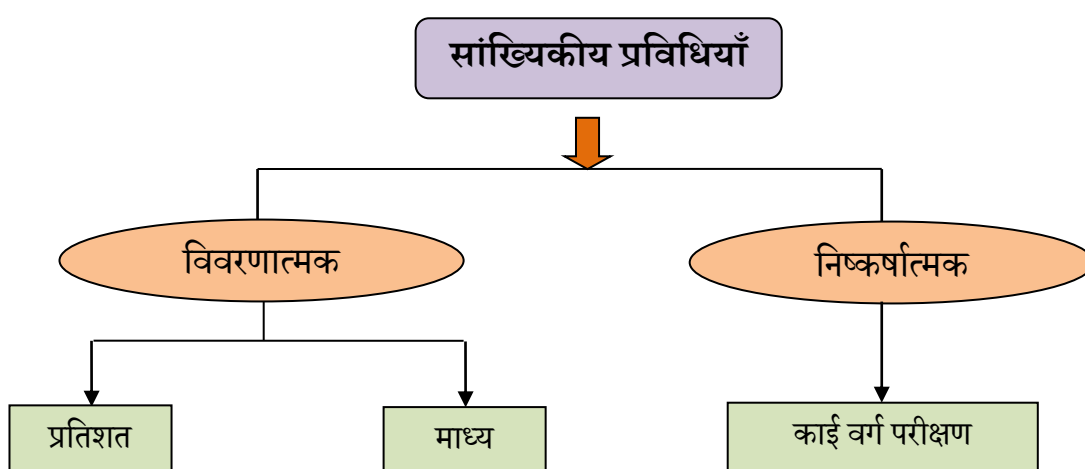 सांख्यिकीय प्रविधियाँ
विवरणात्मक
निष्कर्षात्मक
प्रतिशत
माध्य
काई वर्ग परीक्षण